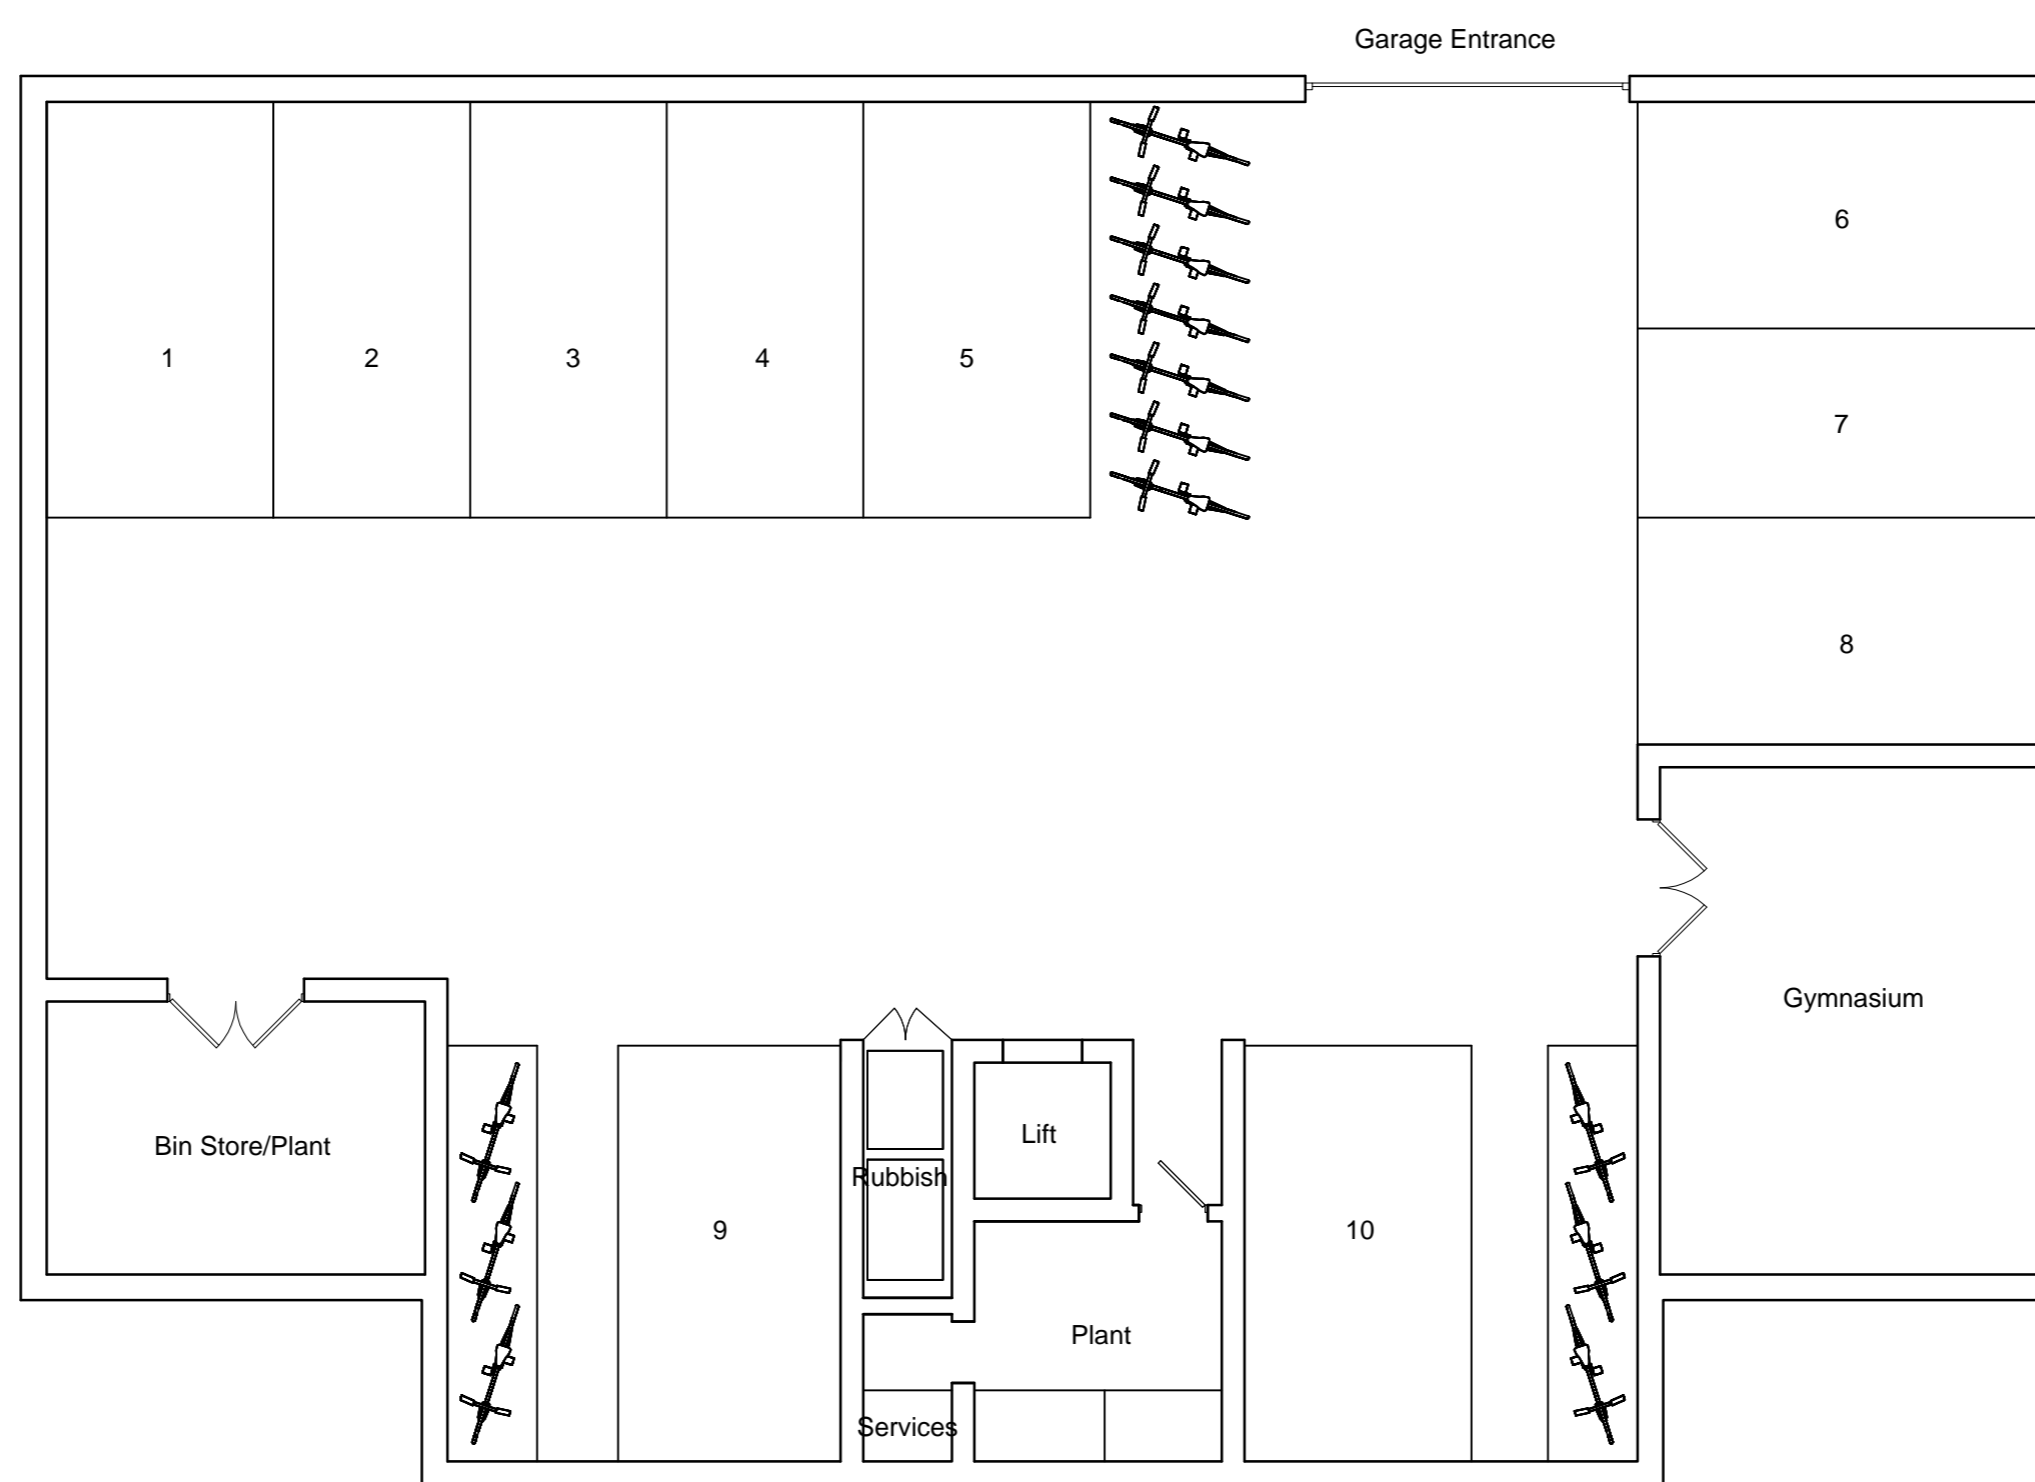 Garage Entrance
6
1
2
3
4
5
7
8
Gymnasium
Bin Store/Plant
Lift
Rubbish
9
10
Plant
Services